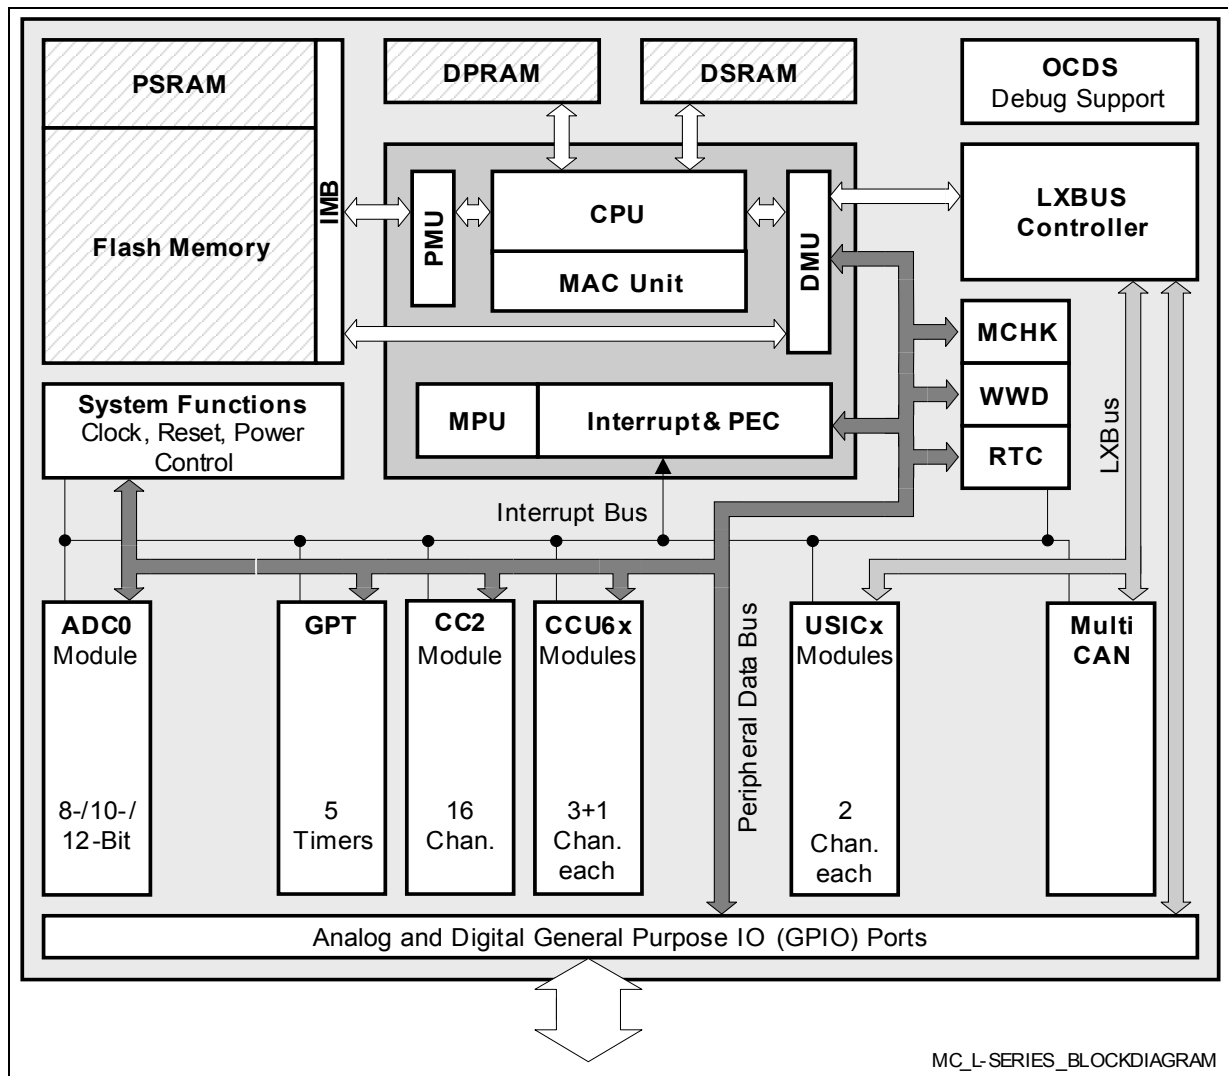 PSRAM
Flash Memory
IMB
DPRAM
DSRAM
OCDS
Debug Support
PMU
CPU
MAC Unit
DMU
LXBUS
Controller
MCHK
WWD
RTC
LXBus
System Functions
Clock, Reset, Power
Control
MPU
Interrupt & PEC
Interrupt Bus
Peripheral Data Bus
ADC0
Module
8-/10-/
12-Bit
GPT
5
Timers
CC2
Module
16
Chan.
CCU6x
Modules
3+1
Chan.
each
USICx
Modules
2
Chan.
each
Multi
CAN
Analog and Digital General Purpose IO (GPIO) Ports
MC_L-SERIES_BLOCKDIAGRAM